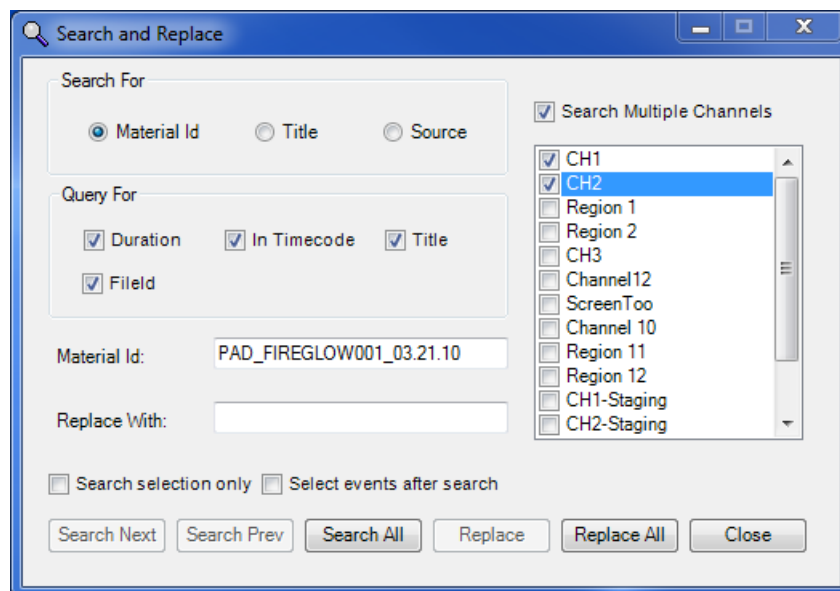 Search and Replace
Search For
Material Id Title Source
Query For
Duration In Timecode Title
FileId
Material Id: PAD_FIREGLOW001_03.21.10
Replace With:
Search Multiple Channels
CH1
CH2
Region 1
Region 2
CH3
Channel12
ScreenToo
Channel 10
Region 11
Region 12
CH1-Staging
CH2-Staging
Search selection only Select events after search
Search Next Search Prev Search All Replace Replace All Close